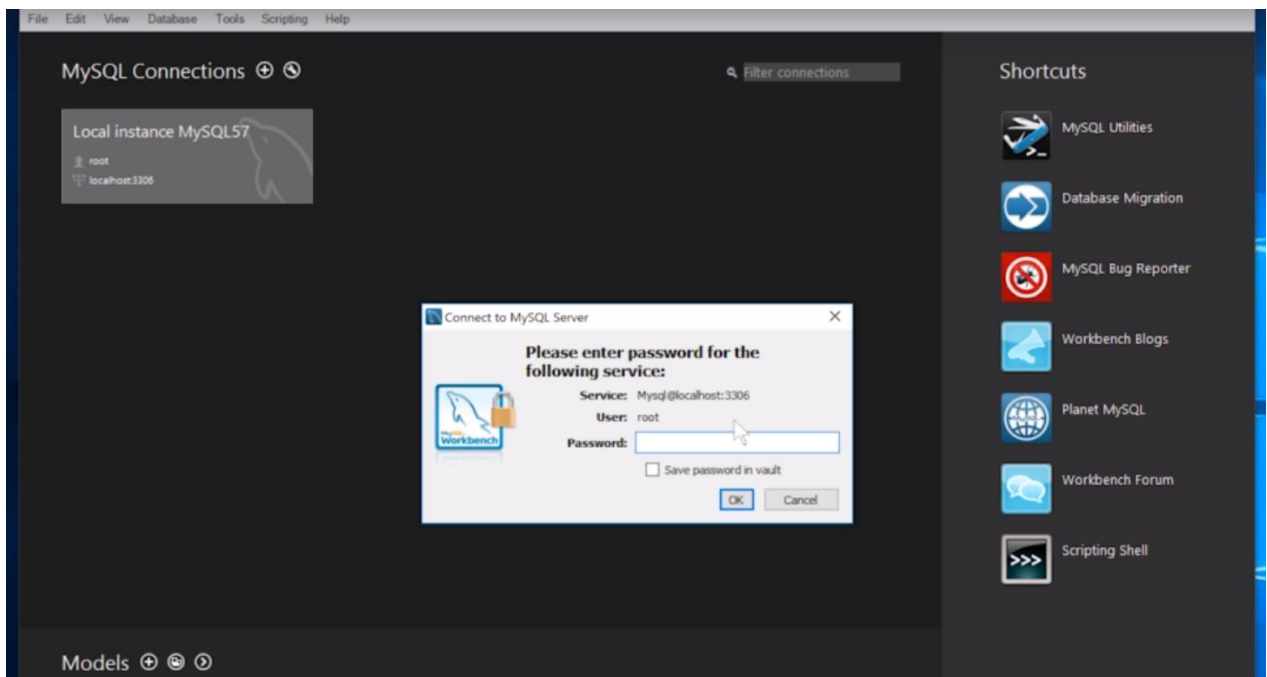 File Edit View Database Tools Scripting Help
MySQL Connections
Filter connections
Local instance MySQL57
root
localhost:3306
Shortcuts
MySQL Utilities
Database Migration
MySQL Bug Reporter
Workbench Blogs
Planet MySQL
Workbench Forum
>>>
Scripting Shell
Connect to MySQL Server
Please enter password for the
following service:
Service: Mysql@localhost:3306
User: root
Password:
MySQL
Workbench
Save password in vault
OK Cancel
Models